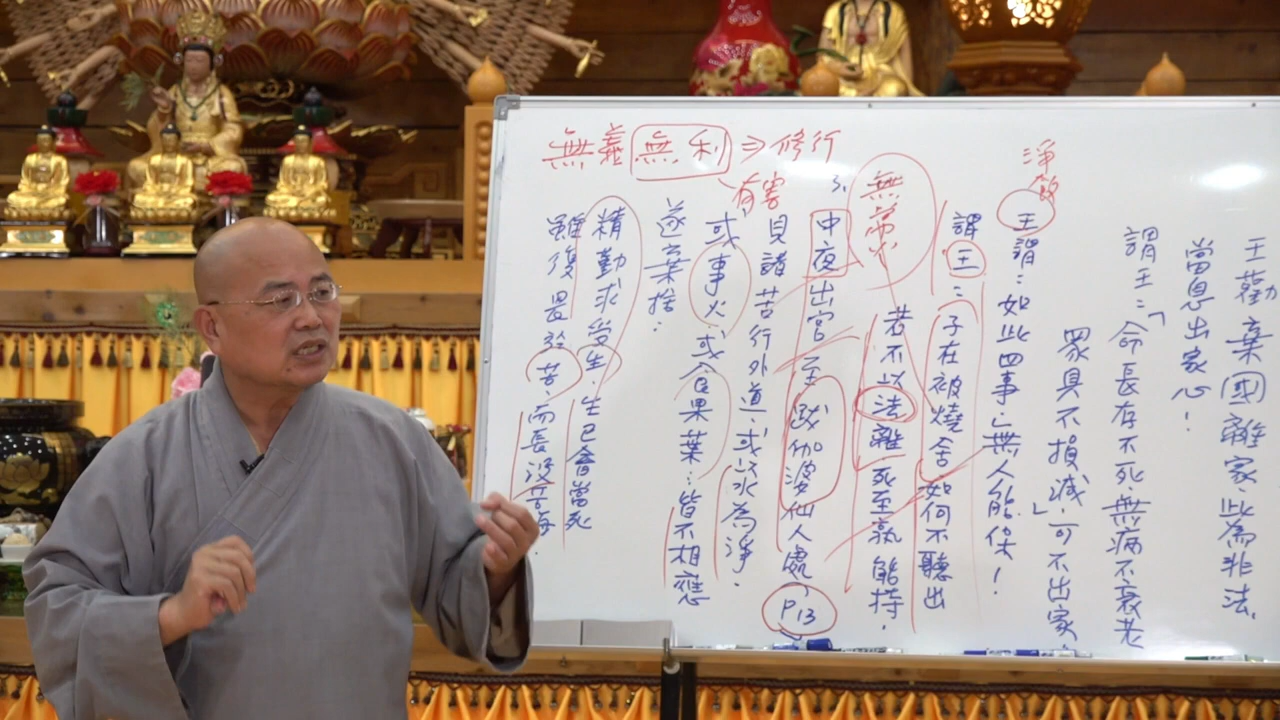 王勸棄國離家，此為非法，
當息出家心！
謂王：「命長存不死，無病不衰老
眾具不損減」可不出家，
淨飯
王謂：如此四事，無人能保！
謂王：子在被燒舍，如何不聽出
無常
若不以法離，死至孰能持．
3、
中夜出宮至跋伽婆仙人處，
P13
見諸苦行外道，或以水為淨．
或事火，或食果葉：皆不相應
遂棄捨．
精勤求受生，生已會當死
雖復畏於苦，而長沒苦海．
無義無利⇒修行
有害